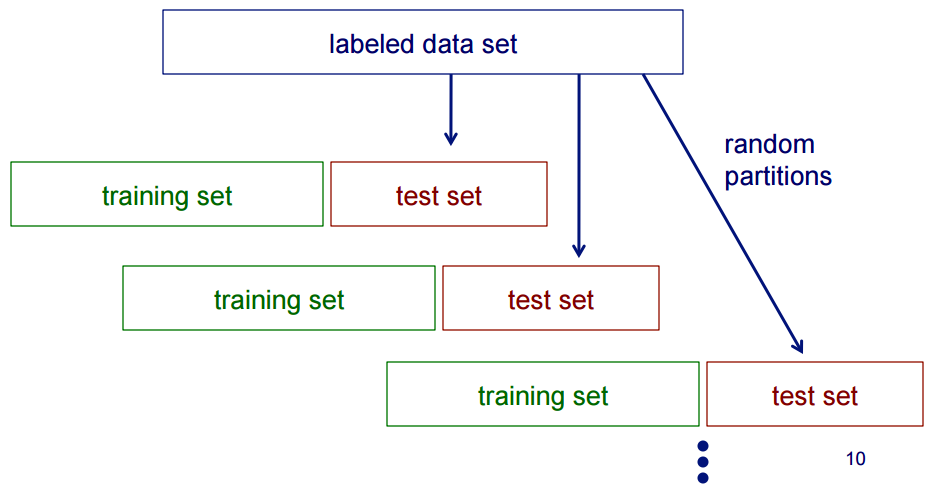 labeled data set
random
partitions
training set
test set
training set
test set
training set
test set
10